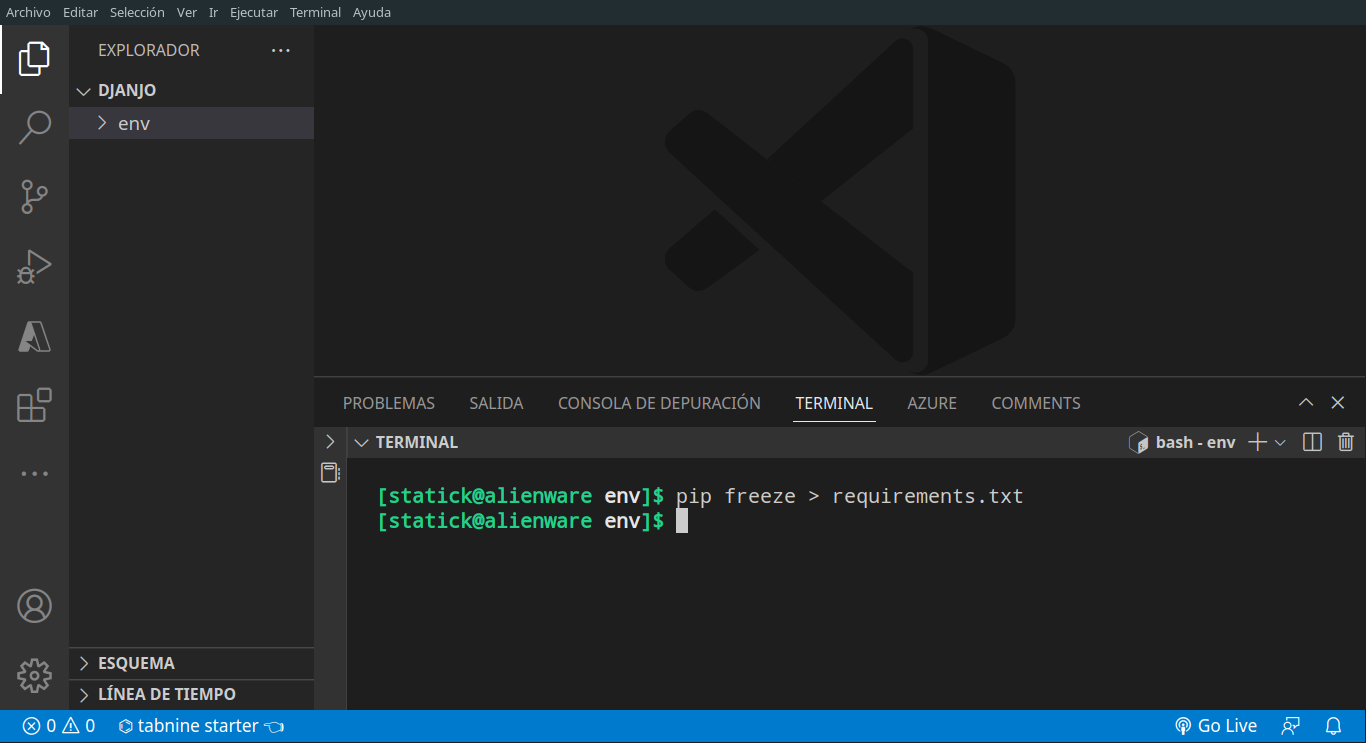 Archivo Editar Selección Ver Ir Ejecutar Terminal Ayuda
EXPLORADOR
DJANJO
env
ESQUEMA
LÍNEA DE TIEMPO
PROBLEMAS SALIDA CONSOLA DE DEPURACIÓN TERMINAL AZURE COMMENTS
TERMINAL
bash - env
[statick@alienware env]$ pip freeze > requirements.txt
[statick@alienware env]$
0 0 tabnine starter
Go Live